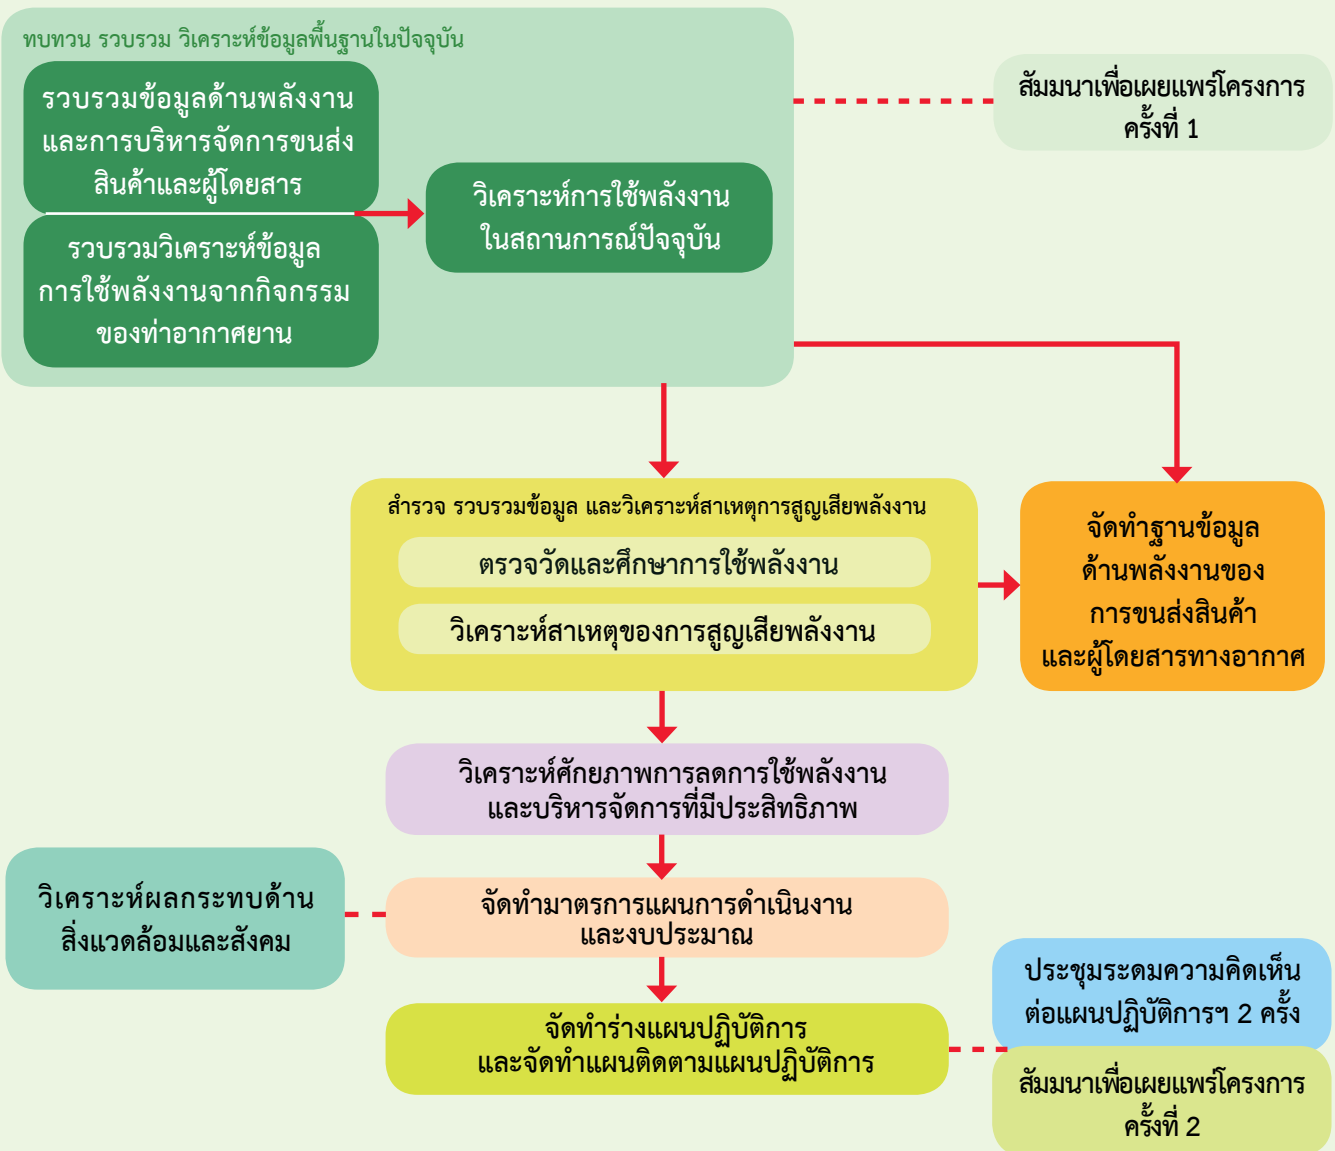 ทบทวน รวบรวม วิเคราะห์ข้อมูลพื้นฐานในปัจจุบัน
รวบรวมข้อมูลด้านพลังงาน
และการบริหารจัดการขนส่ง
สินค้าและผู้โดยสาร
รวบรวมวิเคราะห์ข้อมูล
การใช้พลังงานจากกิจกรรม
ของท่าอากาศยาน
วิเคราะห์การใช้พลังงาน
ในสถานการณ์ปัจจุบัน
สัมมนาเพื่อเผยแพร่โครงการ
ครั้งที่ 1
สำรวจ รวบรวมข้อมูล และวิเคราะห์สาเหตุการสูญเสียพลังงาน
ตรวจวัดและศึกษาการใช้พลังงาน
วิเคราะห์สาเหตุของการสูญเสียพลังงาน
จัดทำฐานข้อมูล
ด้านพลังงานของ
การขนส่งสินค้า
และผู้โดยสารทางอากาศ
วิเคราะห์ศักยภาพการลดการใช้พลังงาน
และบริหารจัดการที่มีประสิทธิภาพ
วิเคราะห์ผลกระทบด้าน
สิ่งแวดล้อมและสังคม
จัดทำมาตรการแผนการดำเนินงาน
และงบประมาณ
จัดทำร่างแผนปฏิบัติการ
และจัดทำแผนติดตามแผนปฏิบัติการ
ประชุมระดมความคิดเห็น
ต่อแผนปฏิบัติการฯ 2 ครั้ง
สัมมนาเพื่อเผยแพร่โครงการ
ครั้งที่ 2